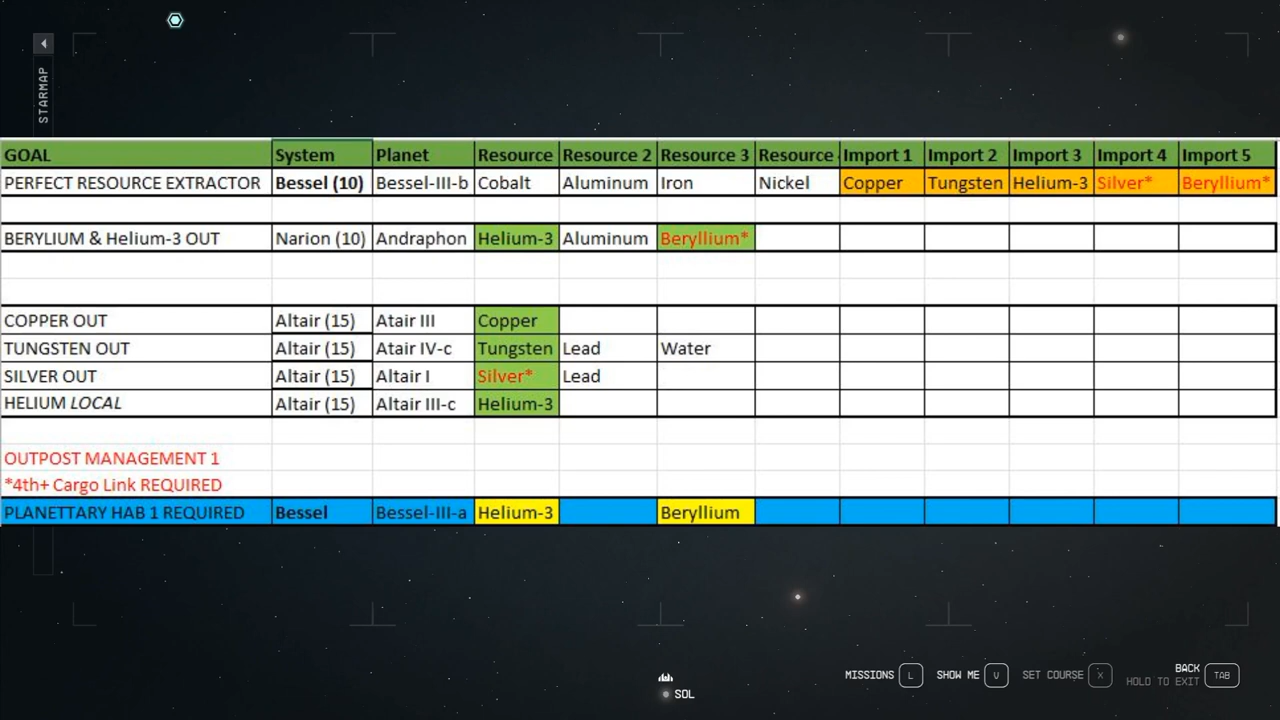 STARMAP
GOAL System Planet Resource Resource 2 Resource 3 Resource Import 1 Import 2 Import 3 Import 4 Import 5
PERFECT RESOURCE EXTRACTOR Bessel (10) Bessel-III-b Cobalt Aluminum Iron Nickel Copper Tungsten Helium-3 Silver* Beryllium*
BERYLIUM & Helium-3 OUT Narion (10) Andraphon Helium-3 Aluminum Beryllium*
COPPER OUT Altair (15) Atair III Copper
TUNGSTEN OUT Altair (15) Atair IV-c Tungsten Lead Water
SILVER OUT Altair (15) Altair I Silver* Lead
HELIUM LOCAL Altair (15) Altair III-c Helium-3
OUTPOST MANAGEMENT 1
*4th+ Cargo Link REQUIRED
PLANETTARY HAB 1 REQUIRED Bessel Bessel-III-a Helium-3 Beryllium
MISSIONS L SHOW ME V SET COURSE X BACK TAB
HOLD TO EXIT
SOL